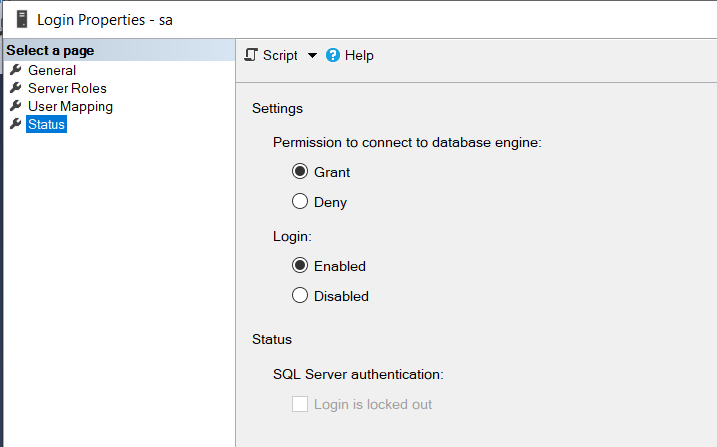 Login Properties - sa
Select a page
General
Server Roles
User Mapping
Status
Script
Help
Settings
Permission to connect to database engine:
Grant
Deny
Login:
Enabled
Disabled
Status
SQL Server authentication:
Login is locked out